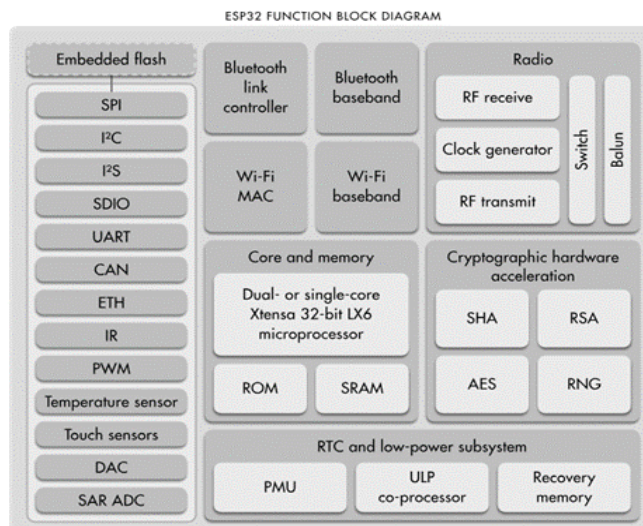 ESP32 FUNCTION BLOCK DIAGRAM
Embedded flash
SPI
I²C
I²S
SDIO
UART
CAN
ETH
IR
PWM
Temperature sensor
Touch sensors
DAC
SAR ADC
Bluetooth
link
controller
Bluetooth
baseband
Wi-Fi
MAC
Wi-Fi
baseband
Radio
RF receive
Clock generator
RF transmit
Switch
Balun
Core and memory
Dual- or single-core
Xtensa 32-bit LX6
microprocessor
ROM
SRAM
Cryptographic hardware
acceleration
SHA
RSA
AES
RNG
RTC and low-power subsystem
PMU
ULP
co-processor
Recovery
memory